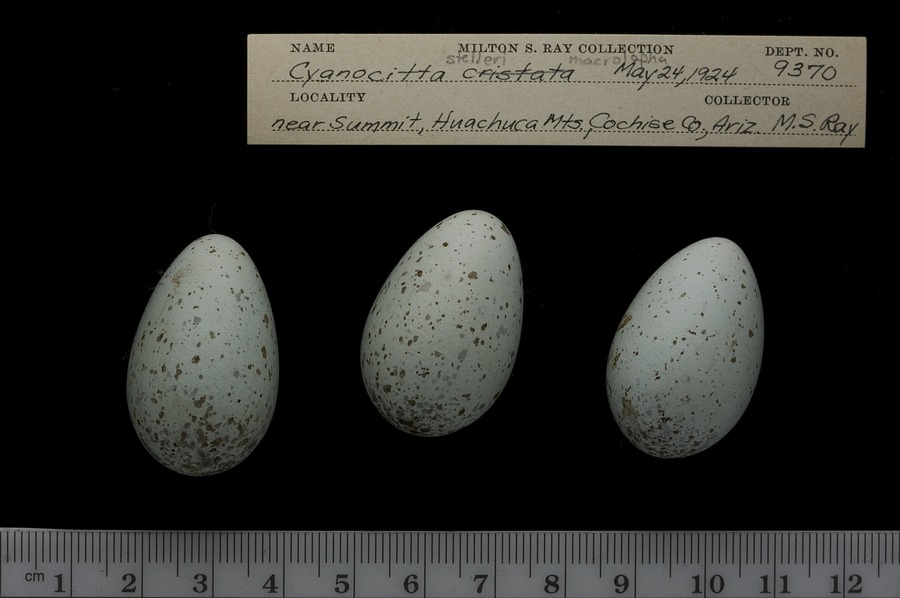 NAME MILTON S. RAY COLLECTION DEPT. NO.
stelleri macrolopha
Cyanocitta cristata May 24, 1924 9370
LOCALITY COLLECTOR
near Summit, Huachuca Mts., Cochise Co., Ariz. M.S. Ray
cm 1 2 3 4 5 6 7 8 9 10 11 12